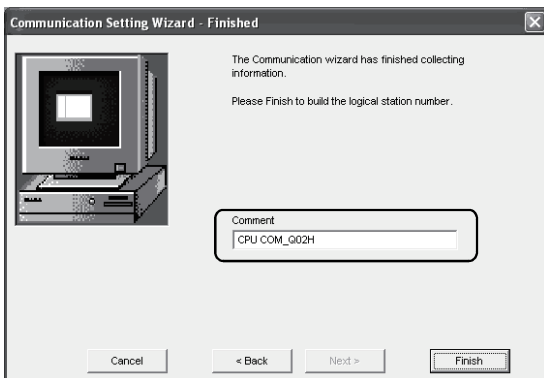 Communication Setting Wizard - Finished
The Communication wizard has finished collecting
information.
Please Finish to build the logical station number.
Comment
CPU COM_Q02H
Cancel
< Back
Next >
Finish